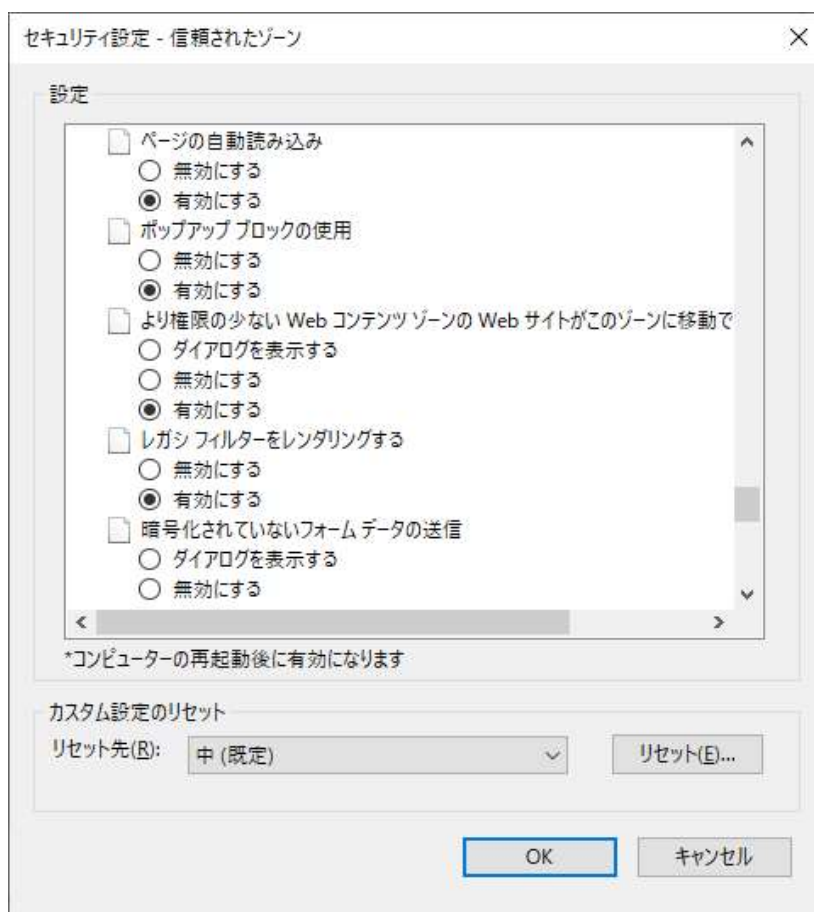 セキュリティ設定 - 信頼されたゾーン
設定
ページの自動読み込み
無効にする
有効にする
ポップアップ ブロックの使用
無効にする
有効にする
より権限の少ない Web コンテンツ ゾーンの Web サイトがこのゾーンに移動で
ダイアログを表示する
無効にする
有効にする
レガシ フィルターをレンダリングする
無効にする
有効にする
暗号化されていないフォーム データの送信
ダイアログを表示する
無効にする
*コンピューターの再起動後に有効になります
カスタム設定のリセット
リセット先(R): 中 (既定) リセット(E)...
OK キャンセル